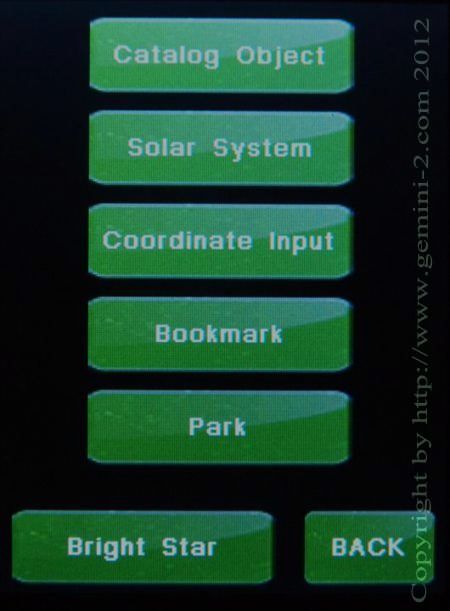 Catalog Object
Solar System
Coordinate Input
Bookmark
Park
Bright Star
BACK
Copyright by http://www.gemini-2.com 2012